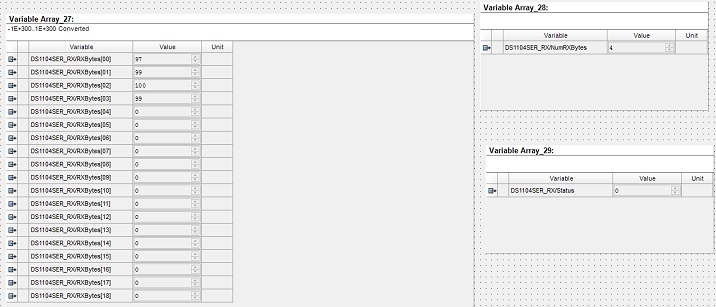 Variable Array_27:
-1E+300..1E+300 Converted
Variable Value Unit
DS1104SER_RX/RXBytes[00] 97
DS1104SER_RX/RXBytes[01] 99
DS1104SER_RX/RXBytes[02] 100
DS1104SER_RX/RXBytes[03] 99
DS1104SER_RX/RXBytes[04] 0
DS1104SER_RX/RXBytes[05] 0
DS1104SER_RX/RXBytes[06] 0
DS1104SER_RX/RXBytes[07] 0
DS1104SER_RX/RXBytes[08] 0
DS1104SER_RX/RXBytes[09] 0
DS1104SER_RX/RXBytes[10] 0
DS1104SER_RX/RXBytes[11] 0
DS1104SER_RX/RXBytes[12] 0
DS1104SER_RX/RXBytes[13] 0
DS1104SER_RX/RXBytes[14] 0
DS1104SER_RX/RXBytes[15] 0
DS1104SER_RX/RXBytes[16] 0
DS1104SER_RX/RXBytes[17] 0
DS1104SER_RX/RXBytes[18] 0
Variable Array_28:
Variable Value Unit
DS1104SER_RX/NumRXBytes 4
Variable Array_29:
Variable Value Unit
DS1104SER_RX/Status 0